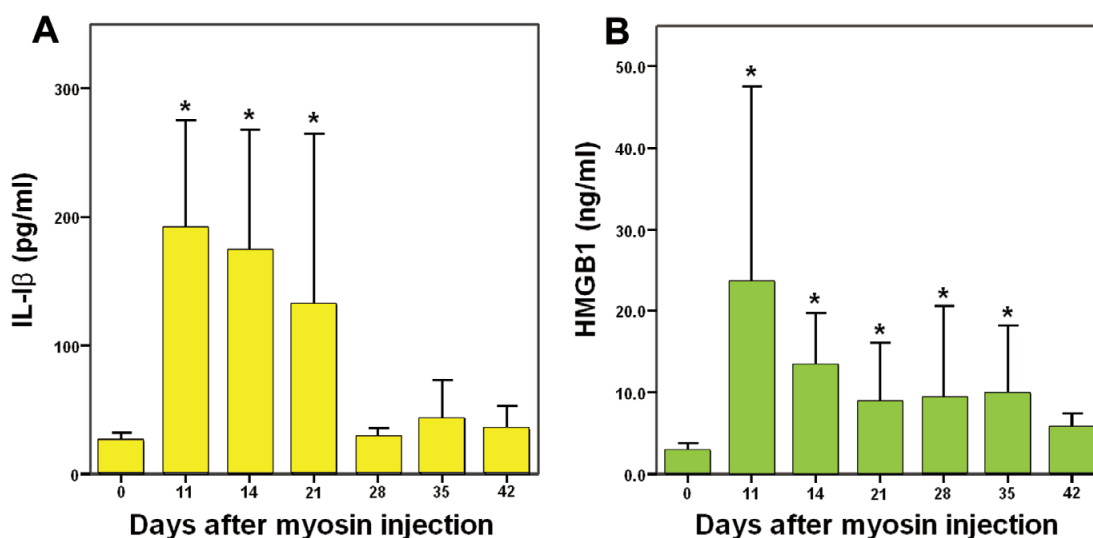 A
IL-Iβ (pg/ml)
300
200
100
0
* * *
0 11 14 21 28 35 42
Days after myosin injection
B
HMGB1 (ng/ml)
50.0
40.0
30.0
20.0
10.0
0.0
* * * * *
0 11 14 21 28 35 42
Days after myosin injection